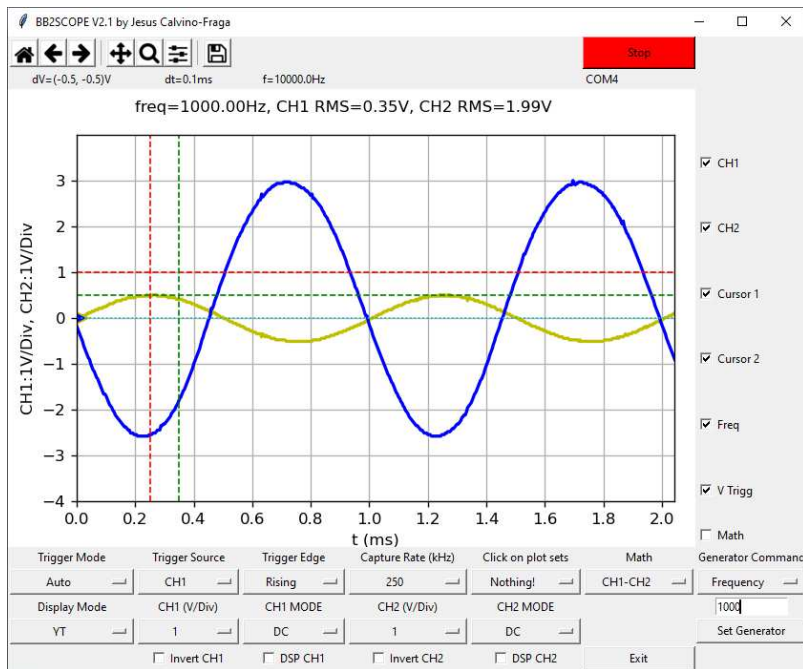 BB2SCOPE V2.1 by Jesus Calvino-Fraga
Stop
dV=(-0.5, -0.5)V dt=0.1ms f=10000.0Hz COM4
freq=1000.00Hz, CH1 RMS=0.35V, CH2 RMS=1.99V
CH1:1V/Div, CH2:1V/Div
3
2
1
0
−1
−2
−3
−4
0.0 0.2 0.4 0.6 0.8 1.0 1.2 1.4 1.6 1.8 2.0
t (ms)
CH1
CH2
Cursor 1
Cursor 2
Freq
V Trigg
Math
Trigger Mode Trigger Source Trigger Edge Capture Rate (kHz) Click on plot sets Math Generator Command
Auto CH1 Rising 250 Nothing! CH1-CH2 Frequency
Display Mode CH1 (V/Div) CH1 MODE CH2 (V/Div) CH2 MODE 1000
YT 1 DC 1 DC Set Generator
Invert CH1 DSP CH1 Invert CH2 DSP CH2 Exit